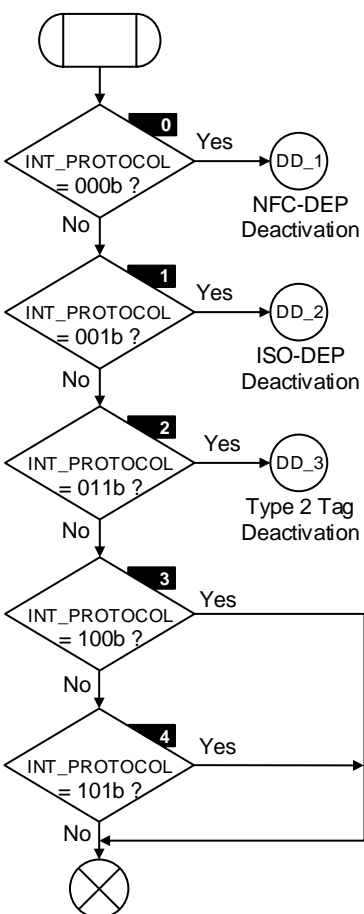 0
INT_PROTOCOL
= 000b ?
Yes
DD_1
NFC-DEP
Deactivation
No
1
INT_PROTOCOL
= 001b ?
Yes
DD_2
ISO-DEP
Deactivation
No
2
INT_PROTOCOL
= 011b ?
Yes
DD_3
Type 2 Tag
Deactivation
No
3
INT_PROTOCOL
= 100b ?
Yes
No
4
INT_PROTOCOL
= 101b ?
Yes
No